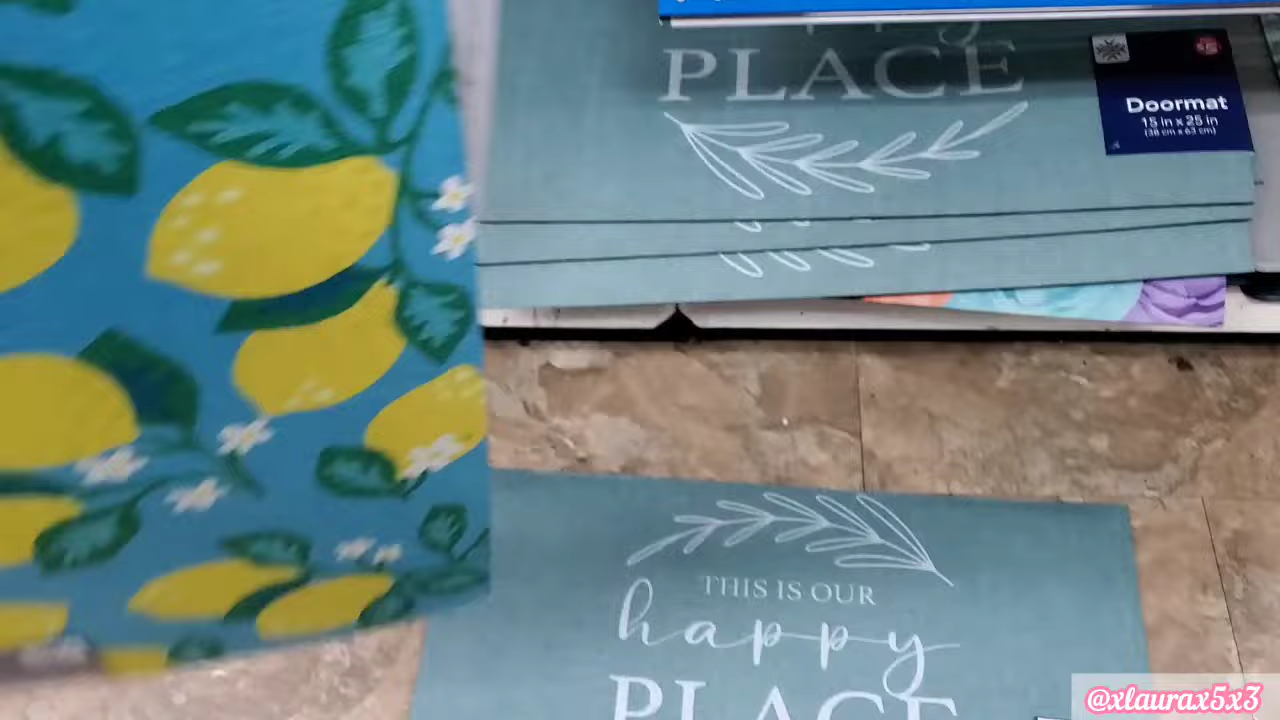 PLACE
Doormat
15 in x 25 in
(38 cm x 63 cm)
THIS IS OUR
happy
PLACE
@xlaurax5x3